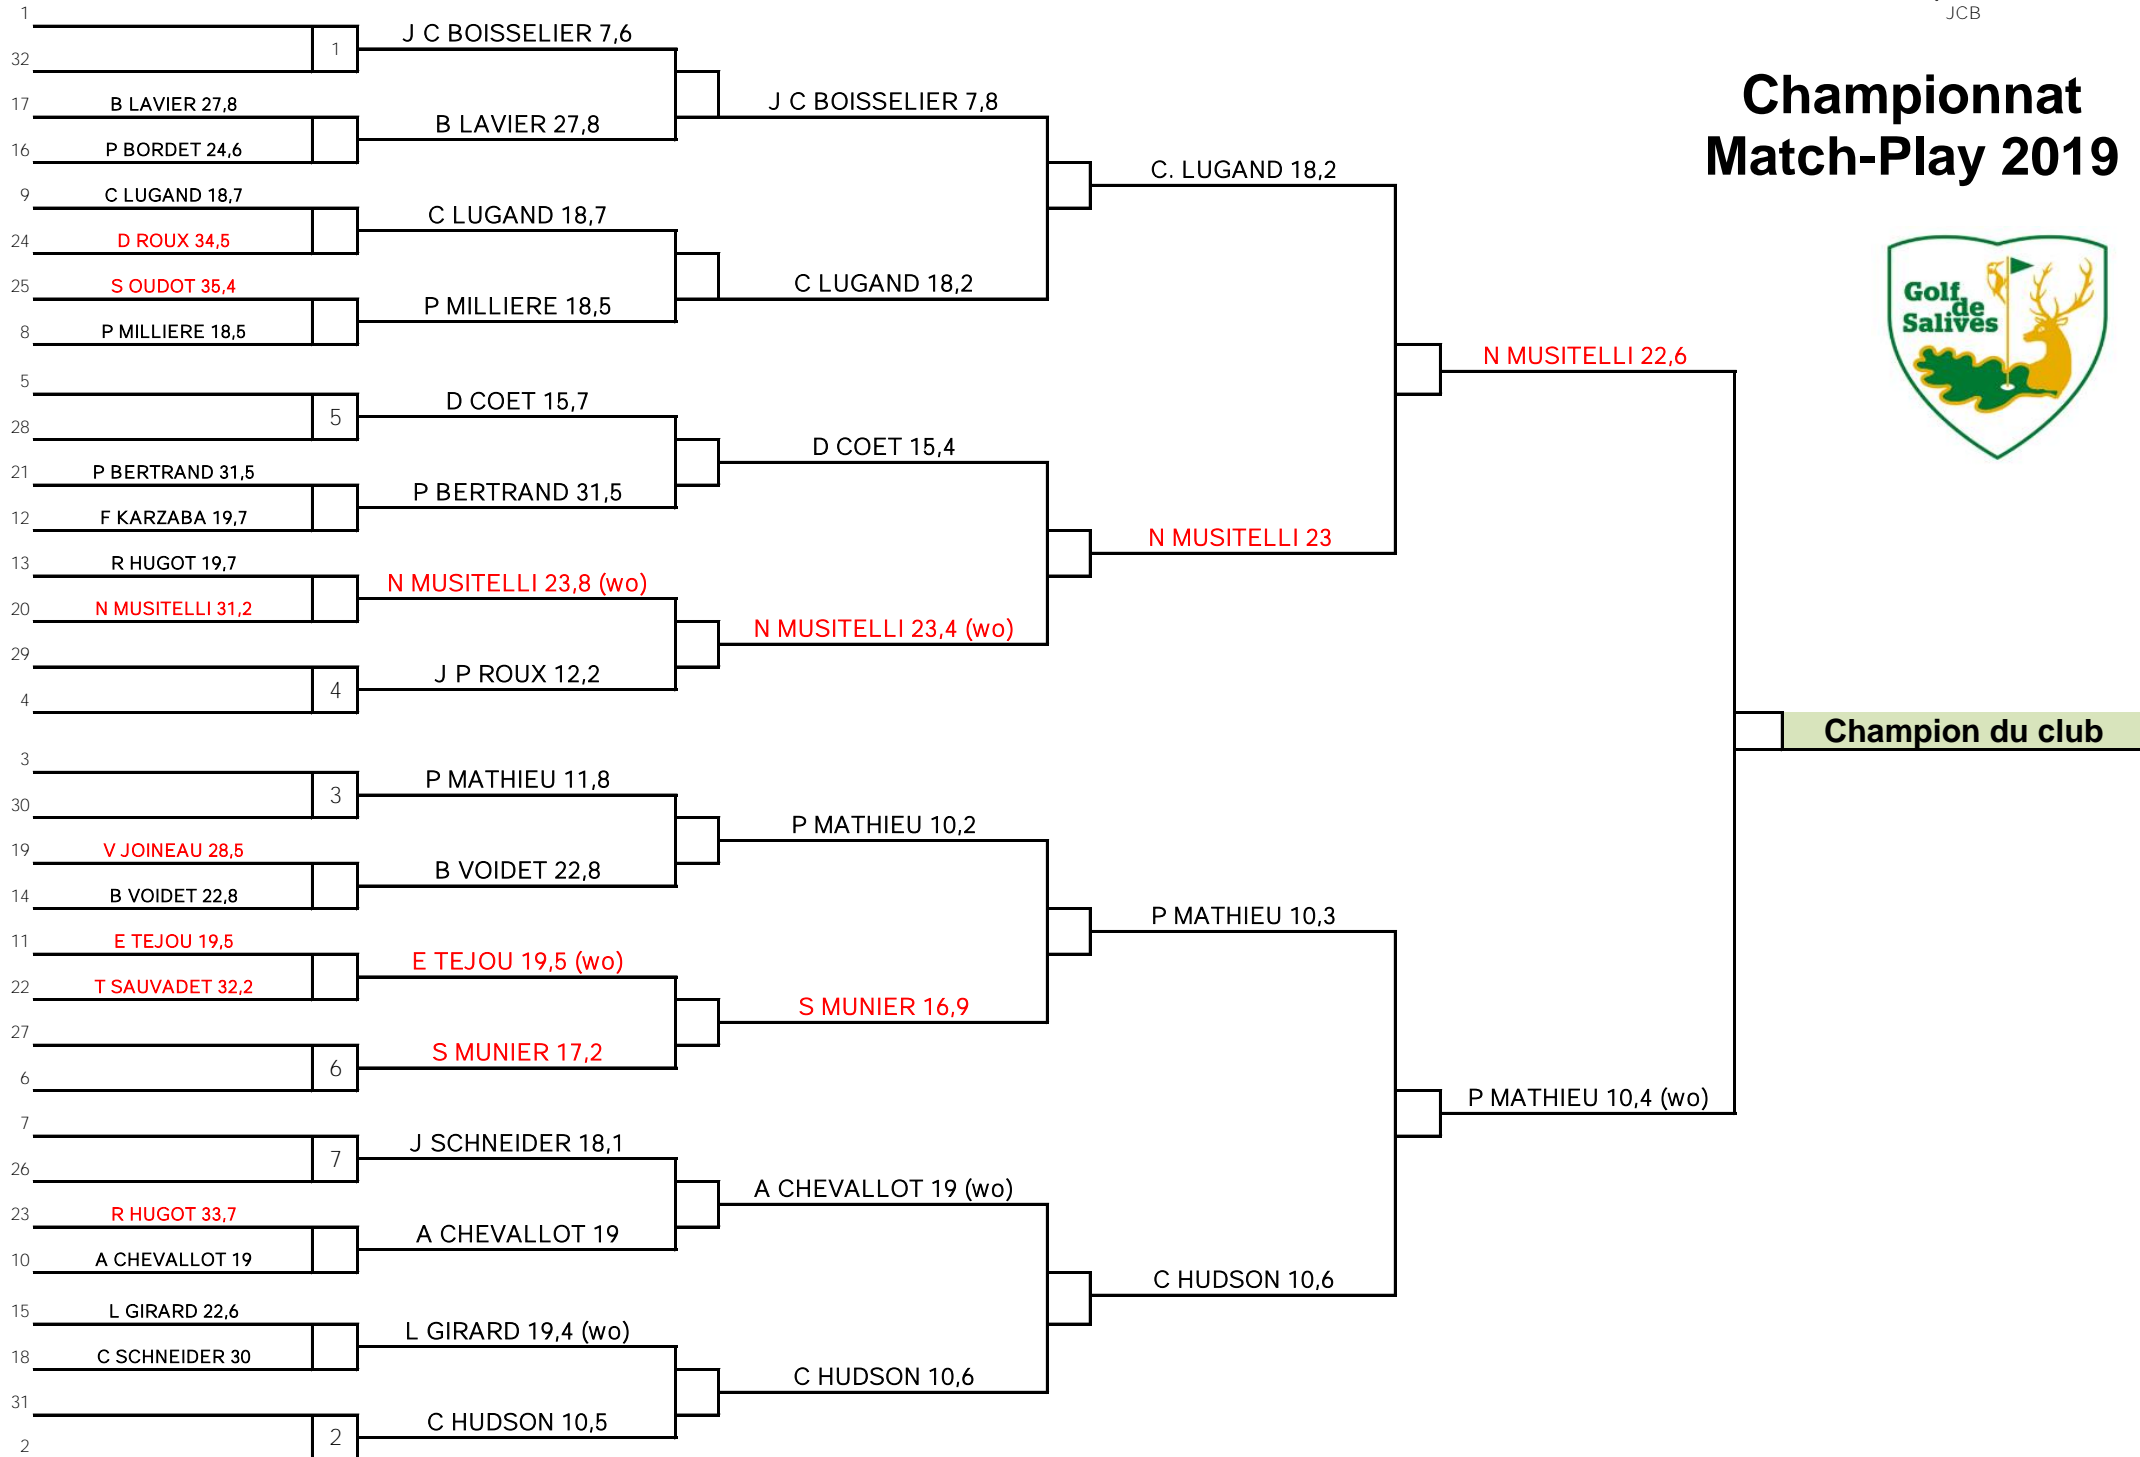 JCB
Championnat
Match-Play 2019
Golf
de
Salives
1
32
17
16
9
24
25
8
5
28
21
12
13
20
29
4
3
30
19
14
11
22
27
6
7
26
23
10
15
18
31
2
B LAVIER 27,8
P BORDET 24,6
C LUGAND 18,7
D ROUX 34,5
S OUDOT 35,4
P MILLIERE 18,5
P BERTRAND 31,5
F KARZABA 19,7
R HUGOT 19,7
N MUSITELLI 31,2
V JOINEAU 28,5
B VOIDET 22,8
E TEJOU 19,5
T SAUVADET 32,2
R HUGOT 33,7
A CHEVALLOT 19
L GIRARD 22,6
C SCHNEIDER 30
1
5
4
3
6
7
2
J C BOISSELIER 7,6
B LAVIER 27,8
C LUGAND 18,7
P MILLIERE 18,5
D COET 15,7
P BERTRAND 31,5
N MUSITELLI 23,8 (wo)
J P ROUX 12,2
P MATHIEU 11,8
B VOIDET 22,8
E TEJOU 19,5 (wo)
S MUNIER 17,2
J SCHNEIDER 18,1
A CHEVALLOT 19
L GIRARD 19,4 (wo)
C HUDSON 10,5
J C BOISSELIER 7,8
C LUGAND 18,2
D COET 15,4
N MUSITELLI 23,4 (wo)
P MATHIEU 10,2
S MUNIER 16,9
A CHEVALLOT 19 (wo)
C HUDSON 10,6
C. LUGAND 18,2
N MUSITELLI 23
P MATHIEU 10,3
C HUDSON 10,6
N MUSITELLI 22,6
P MATHIEU 10,4 (wo)
Champion du club